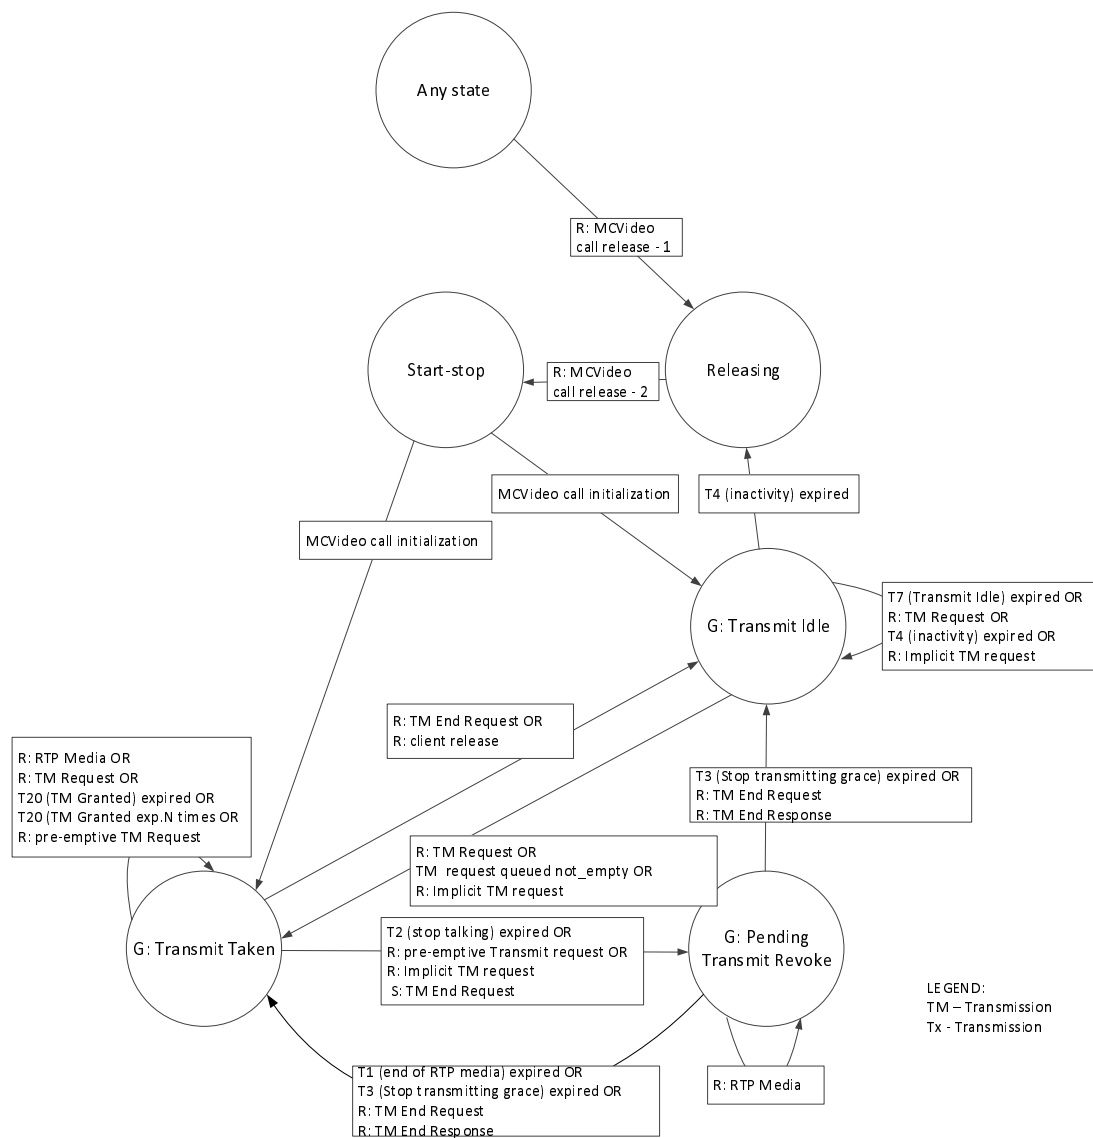 Any state
R: MCVideo
call release - 1
Start-stop
R: MCVideo
call release - 2
Releasing
MCVideo call initialization
T4 (inactivity) expired
MCVideo call initialization
G: Transmit Idle
T7 (Transmit Idle) expired OR
R: TM Request OR
T4 (inactivity) expired OR
R: Implicit TM request
R: TM End Request OR
R: client release
R: RTP Media OR
R: TM Request OR
T20 (TM Granted) expired OR
T20 (TM Granted exp.N times OR
R: pre-emptive TM Request
T3 (Stop transmitting grace) expired OR
R: TM End Request
R: TM End Response
R: TM Request OR
TM request queued not_empty OR
R: Implicit TM request
G: Transmit Taken
T2 (stop talking) expired OR
R: pre-emptive Transmit request OR
R: Implicit TM request
S: TM End Request
G: Pending
Transmit Revoke
LEGEND:
TM – Transmission
Tx - Transmission
T1 (end of RTP media) expired OR
T3 (Stop transmitting grace) expired OR
R: TM End Request
R: TM End Response
R: RTP Media